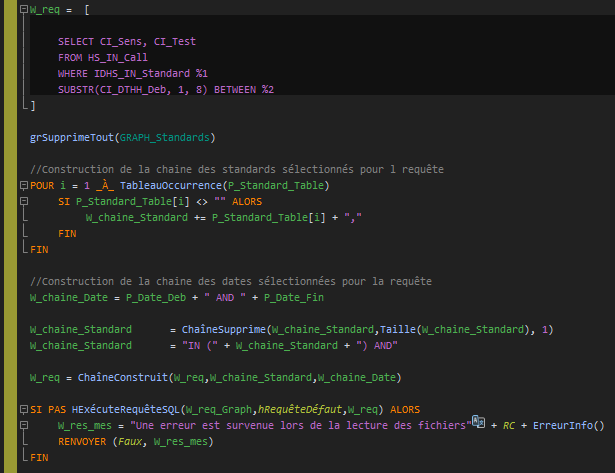 W_req = [
SELECT CI_Sens, CI_Test
FROM HS_IN_Call
WHERE IDHS_IN_Standard %1
SUBSTR(CI_DTHH_Deb, 1, 8) BETWEEN %2
]
grSupprimeTout(GRAPH_Standards)
//Construction de la chaine des standards sélectionnés pour l requête
POUR i = 1 _À_ TableauOccurrence(P_Standard_Table)
SI P_Standard_Table[i] <> "" ALORS
W_chaine_Standard += P_Standard_Table[i] + ","
FIN
FIN
//Construction de la chaine des dates sélectionnées pour la requête
W_chaine_Date = P_Date_Deb + " AND " + P_Date_Fin
W_chaine_Standard = ChaîneSupprime(W_chaine_Standard,Taille(W_chaine_Standard), 1)
W_chaine_Standard = "IN (" + W_chaine_Standard + ") AND"
W_req = ChaîneConstruit(W_req,W_chaine_Standard,W_chaine_Date)
SI PAS HExécuteRequêteSQL(W_req_Graph,hRequêteDéfaut,W_req) ALORS
W_res_mes = "Une erreur est survenue lors de la lecture des fichiers" + RC + ErreurInfo()
RENVOYER (Faux, W_res_mes)
FIN